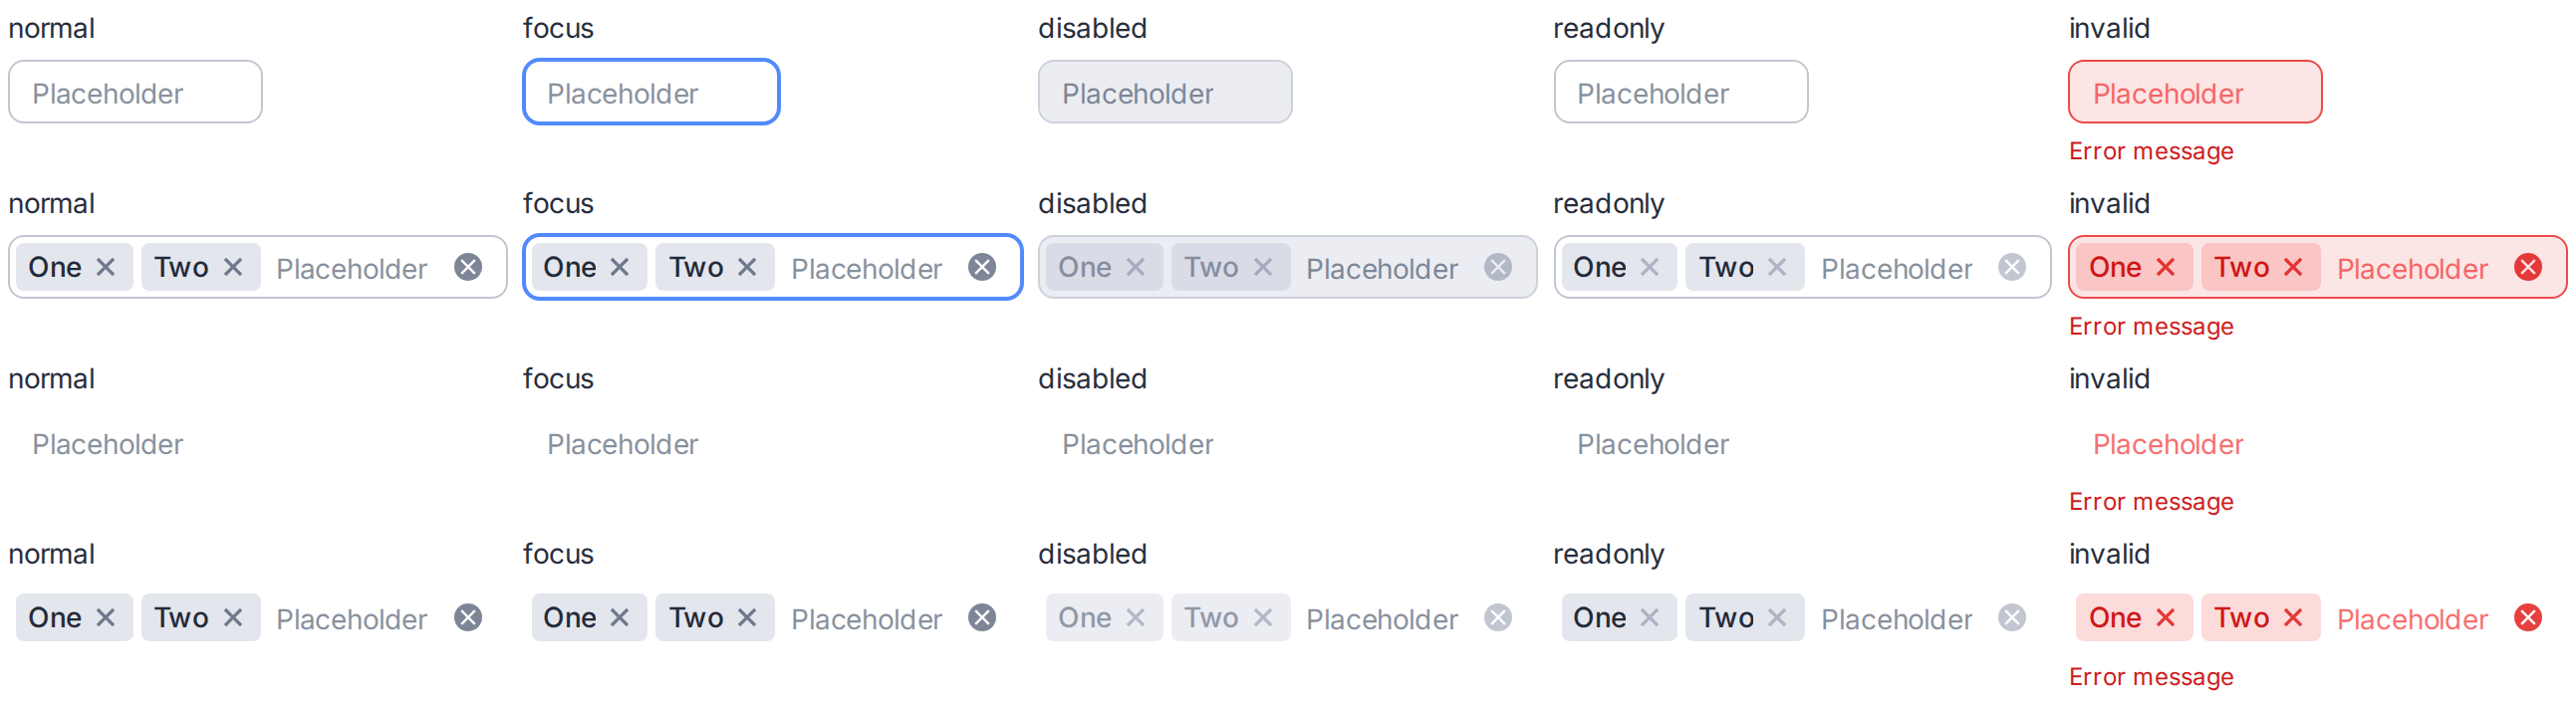 normal focus disabled readonly invalid
Placeholder Placeholder Placeholder Placeholder Placeholder
Error message
normal focus disabled readonly invalid
One Two Placeholder One Two Placeholder One Two Placeholder One Two Placeholder One Two Placeholder
Error message
normal focus disabled readonly invalid
Placeholder Placeholder Placeholder Placeholder Placeholder
Error message
normal focus disabled readonly invalid
One Two Placeholder One Two Placeholder One Two Placeholder One Two Placeholder One Two Placeholder
Error message